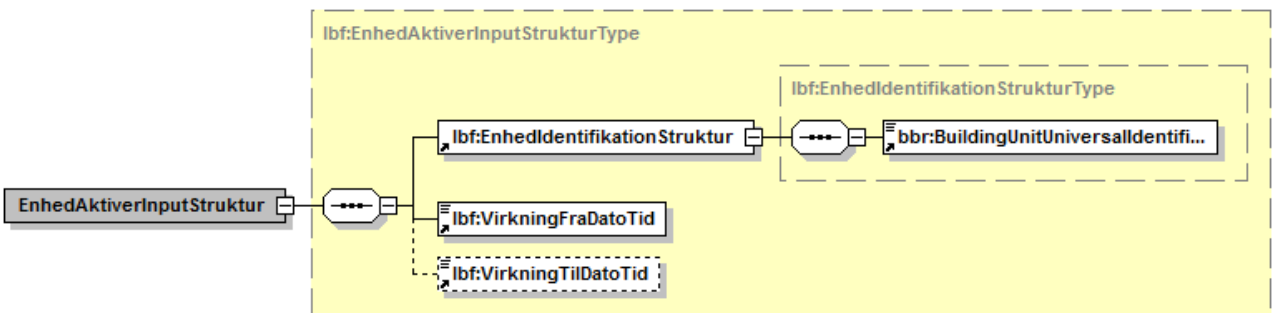 lbf:EnhedAktiverInputStrukturType
lbf:EnhedIdentifikationStrukturType
lbf:EnhedIdentifikationStruktur
bbr:BuildingUnitUniversalIdentifi...
EnhedAktiverInputStruktur
lbf:VirkningFraDatoTid
lbf:VirkningTilDatoTid